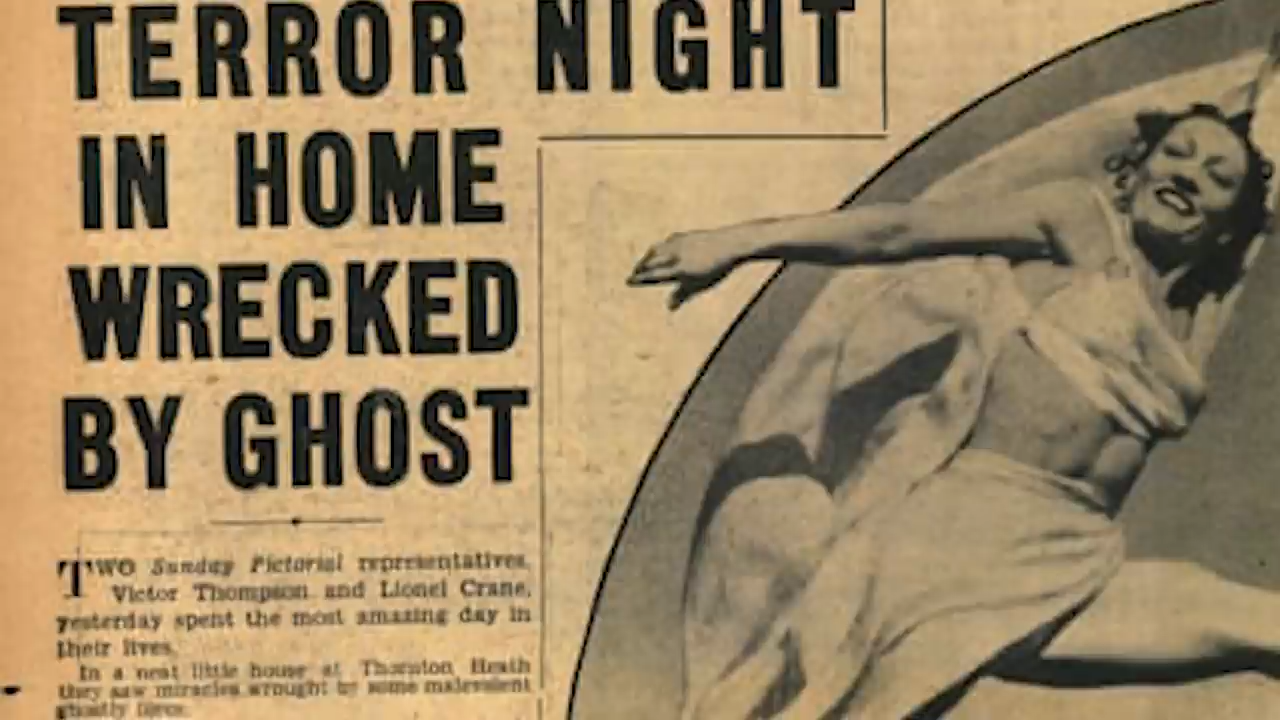 TERROR NIGHT
IN HOME
WRECKED
BY GHOST
TWO Sunday Pictorial representatives,
Victor Thompson and Lionel Crane,
yesterday spent the most amazing day in
their lives.
In a neat little house at Thornton Heath
they saw miracles wrought by some malevolent
ghostly force.